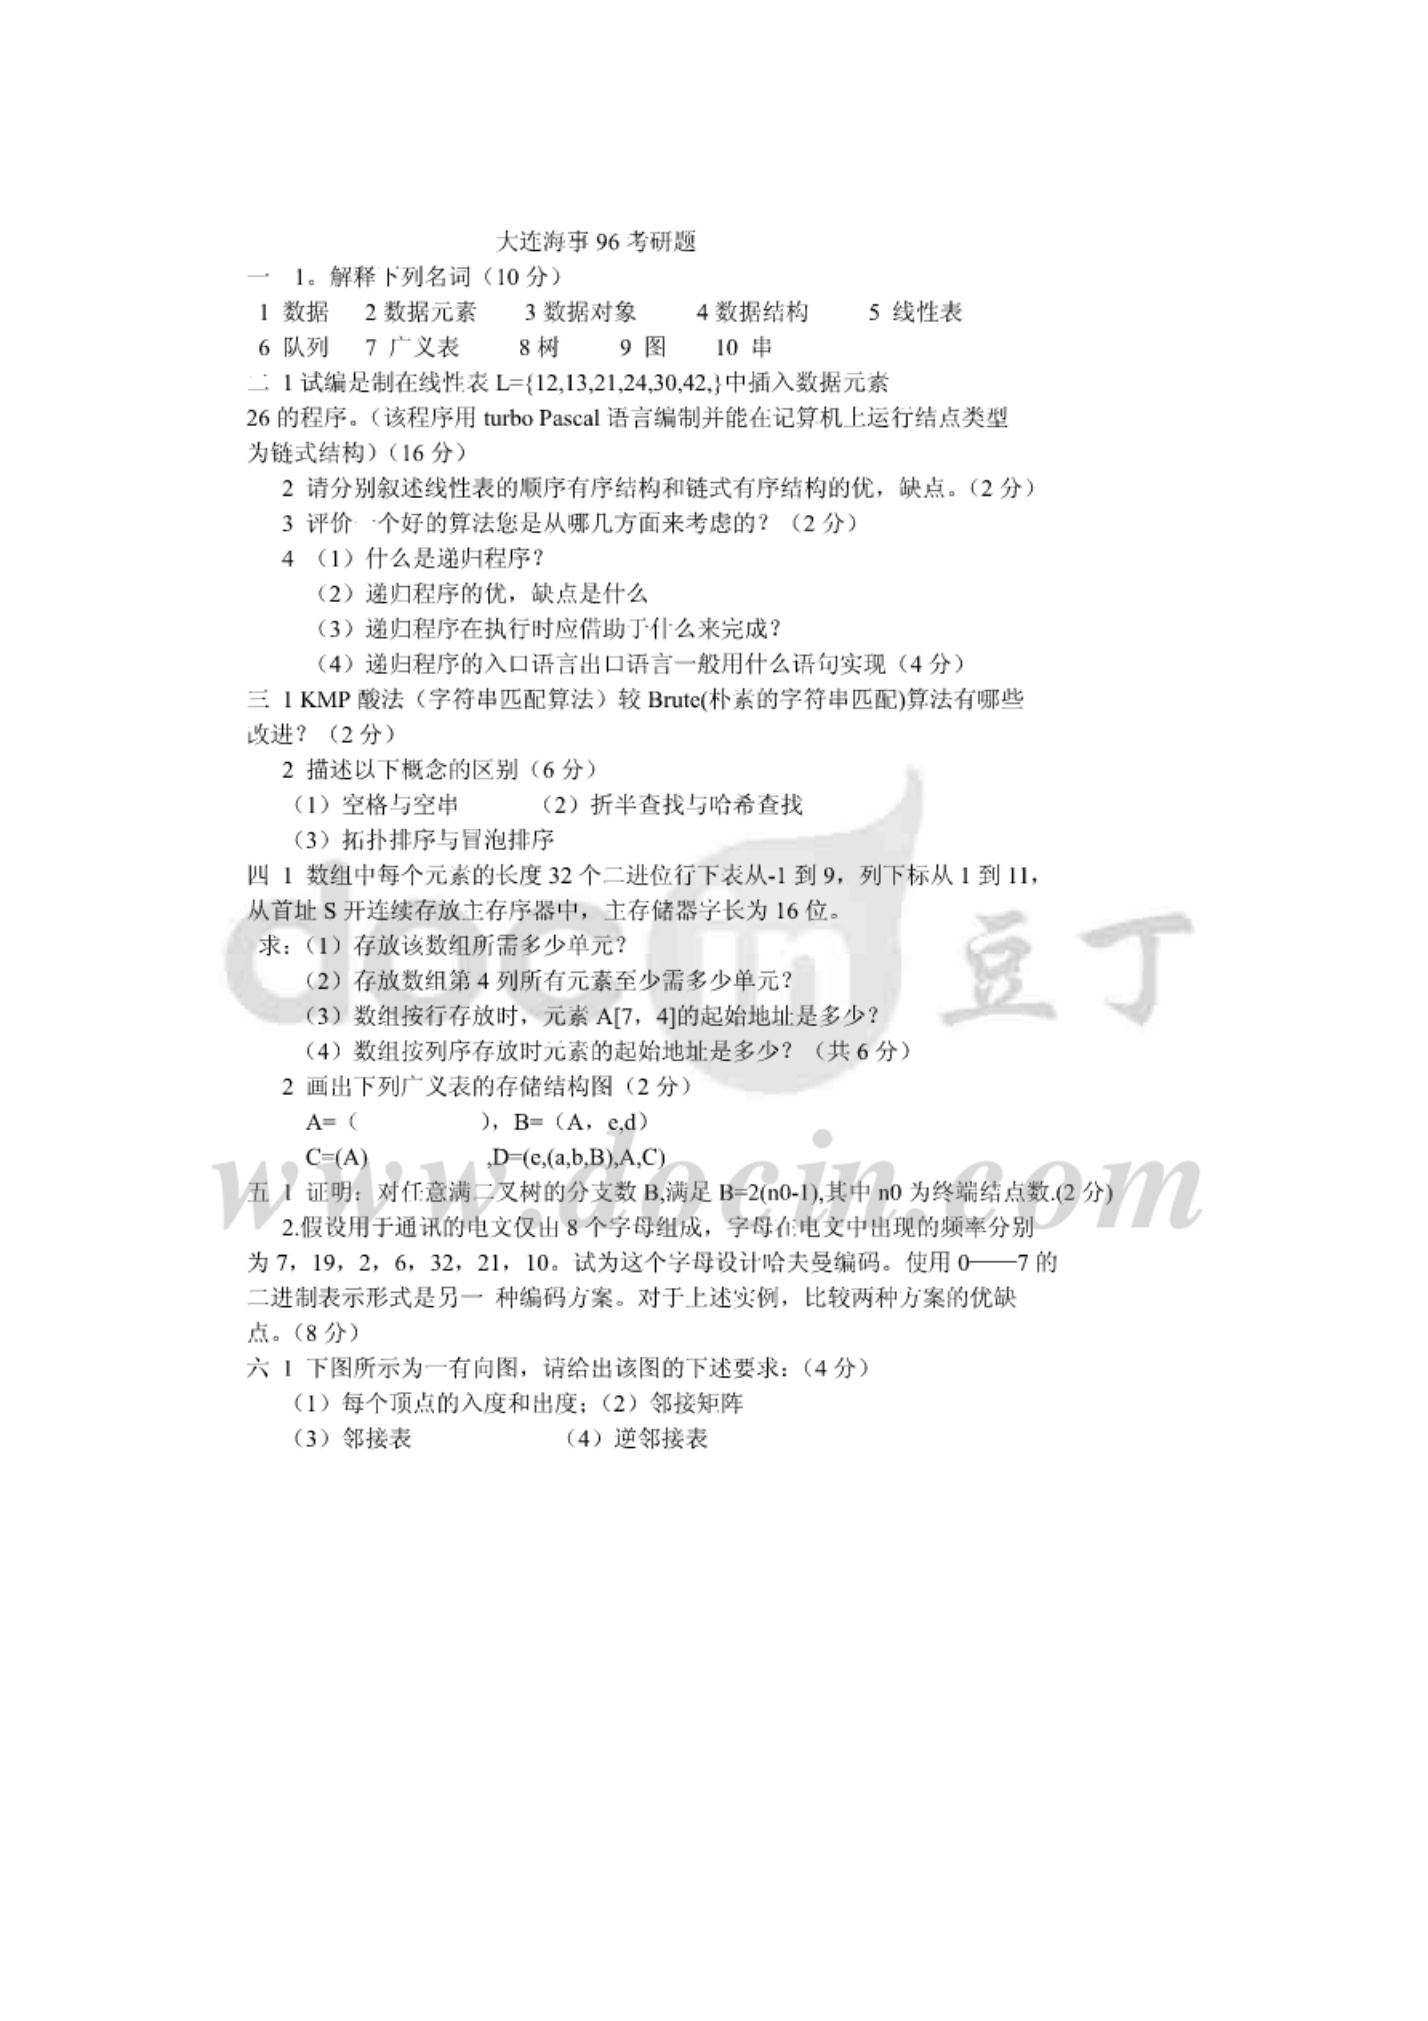 大连海事 96 考研题
一 1。解释下列名词（10 分）
1 数据 2 数据元素 3 数据对象 4 数据结构 5 线性表
6 队列 7 广义表 8 树 9 图 10 串
二 1 试编是制在线性表 L={12,13,21,24,30,42,}中插入数据元素
26 的程序。（该程序用 turbo Pascal 语言编制并能在记算机上运行结点类型
为链式结构）（16 分）
2 请分别叙述线性表的顺序有序结构和链式有序结构的优，缺点。（2 分）
3 评价一个好的算法您是从哪几方面来考虑的？（2 分）
4 （1）什么是递归程序？
（2）递归程序的优，缺点是什么
（3）递归程序在执行时应借助于什么来完成？
（4）递归程序的入口语言出口语言一般用什么语句实现（4 分）
三 1 KMP 酸法（字符串匹配算法）较 Brute(朴素的字符串匹配)算法有哪些
改进？（2 分）
2 描述以下概念的区别（6 分）
（1）空格与空串 （2）折半查找与哈希查找
（3）拓扑排序与冒泡排序
四 1 数组中每个元素的长度 32 个二进位行下表从-1 到 9，列下标从 1 到 11，
从首址 S 开连续存放主存序器中，主存储器字长为 16 位。
求：（1）存放该数组所需多少单元？
（2）存放数组第 4 列所有元素至少需多少单元？
（3）数组按行存放时，元素 A[7，4]的起始地址是多少？
（4）数组按列序存放时元素的起始地址是多少？（共 6 分）
2 画出下列广义表的存储结构图（2 分）
A=（ ），B=（A，e,d）
C=(A) ,D=(e,(a,b,B),A,C)
五 1 证明：对任意满二叉树的分支数 B,满足 B=2(n0-1),其中 n0 为终端结点数.(2 分)
2.假设用于通讯的电文仅由 8 个字母组成，字母在电文中出现的频率分别
为 7，19，2，6，32，21，10。试为这个字母设计哈夫曼编码。使用 0——7 的
二进制表示形式是另一 种编码方案。对于上述实例，比较两种方案的优缺
点。（8 分）
六 1 下图所示为一有向图，请给出该图的下述要求：（4 分）
（1）每个顶点的入度和出度；（2）邻接矩阵
（3）邻接表 （4）逆邻接表
docin 豆丁
www.docin.com